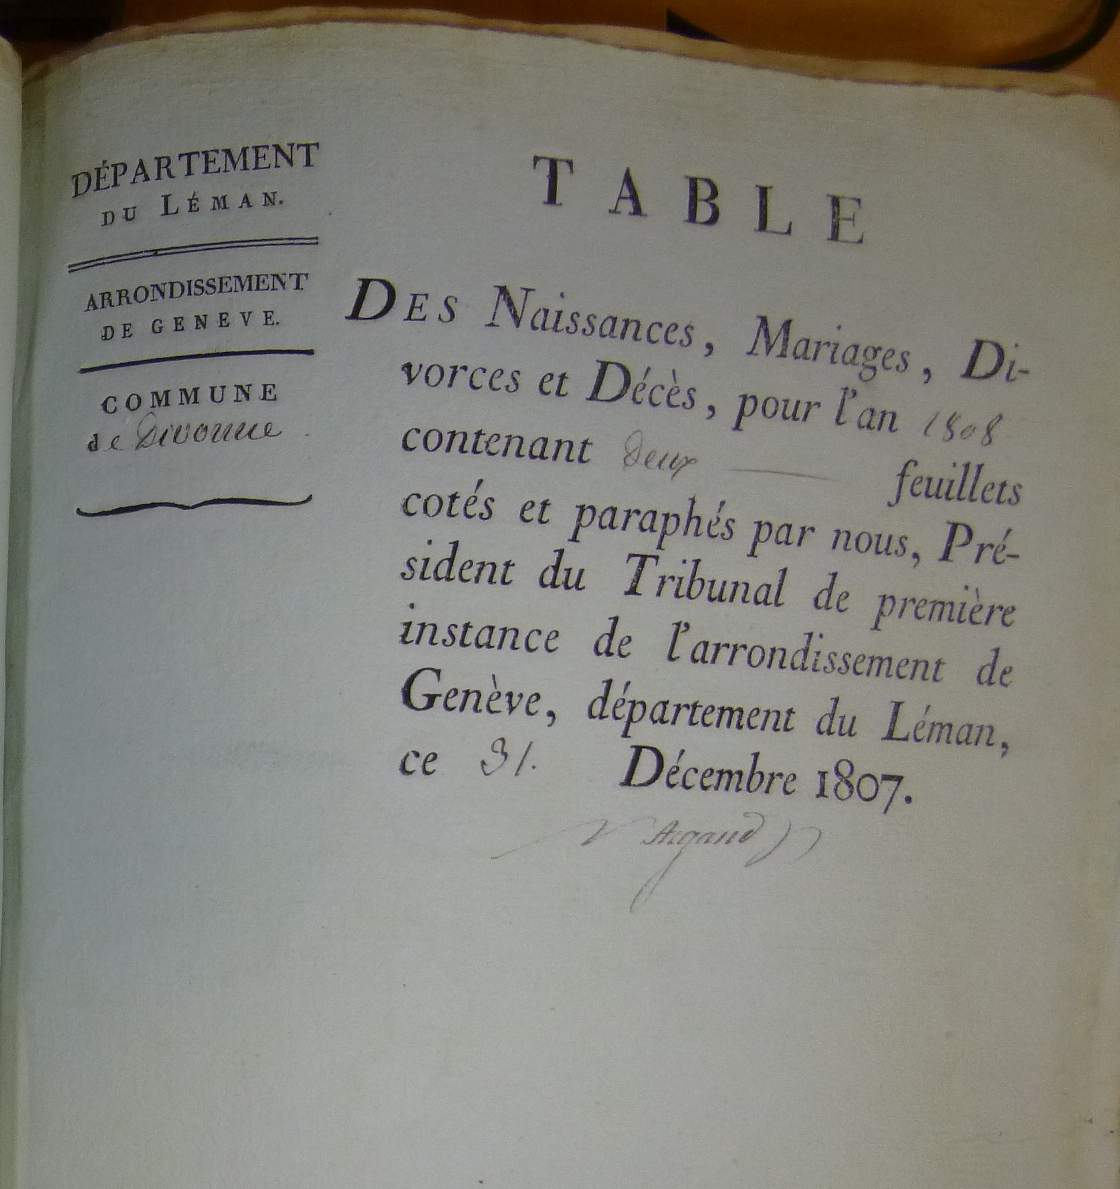 DÉPARTEMENT
DU LÉMAN.
ARRONDISSEMENT
DE GENEVE.
COMMUNE
de Divonne
TABLE
DES Naissances, Mariages, Di-
vorces et Décès, pour l'an 1808
contenant deux feuillets
cotés et paraphés par nous, Pré-
sident du Tribunal de première
instance de l'arrondissement de
Genève, département du Léman,
ce 31. Décembre 1807.
Argand